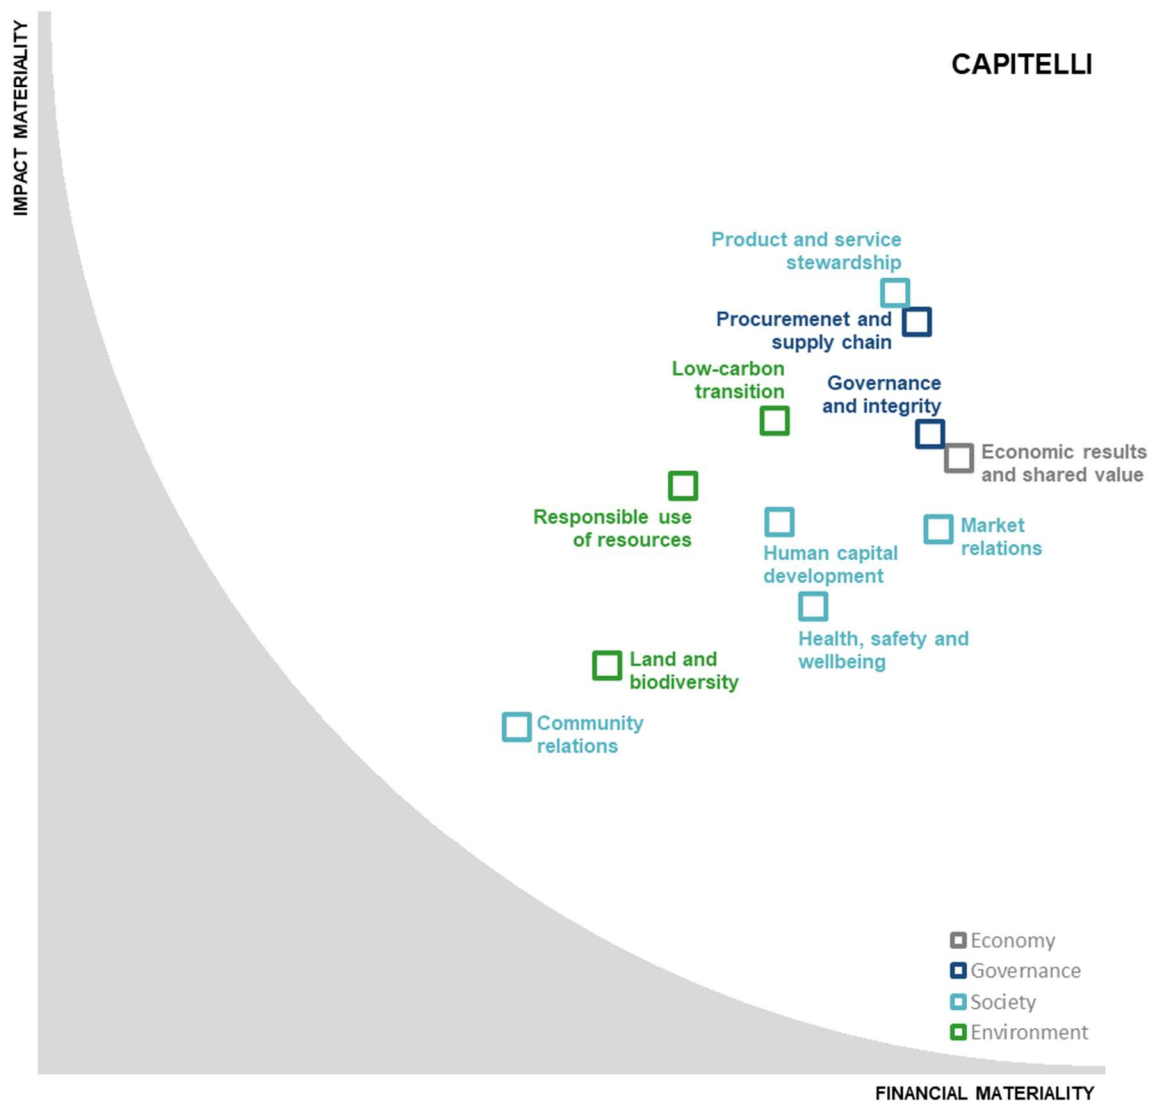 IMPACT MATERIALITY
CAPITELLI
Product and service
stewardship
Procuremenet and
supply chain
Low-carbon
transition
Governance
and integrity
Economic results
and shared value
Responsible use
of resources
Market
relations
Human capital
development
Health, safety and
wellbeing
Land and
biodiversity
Community
relations
Economy
Governance
Society
Environment
FINANCIAL MATERIALITY